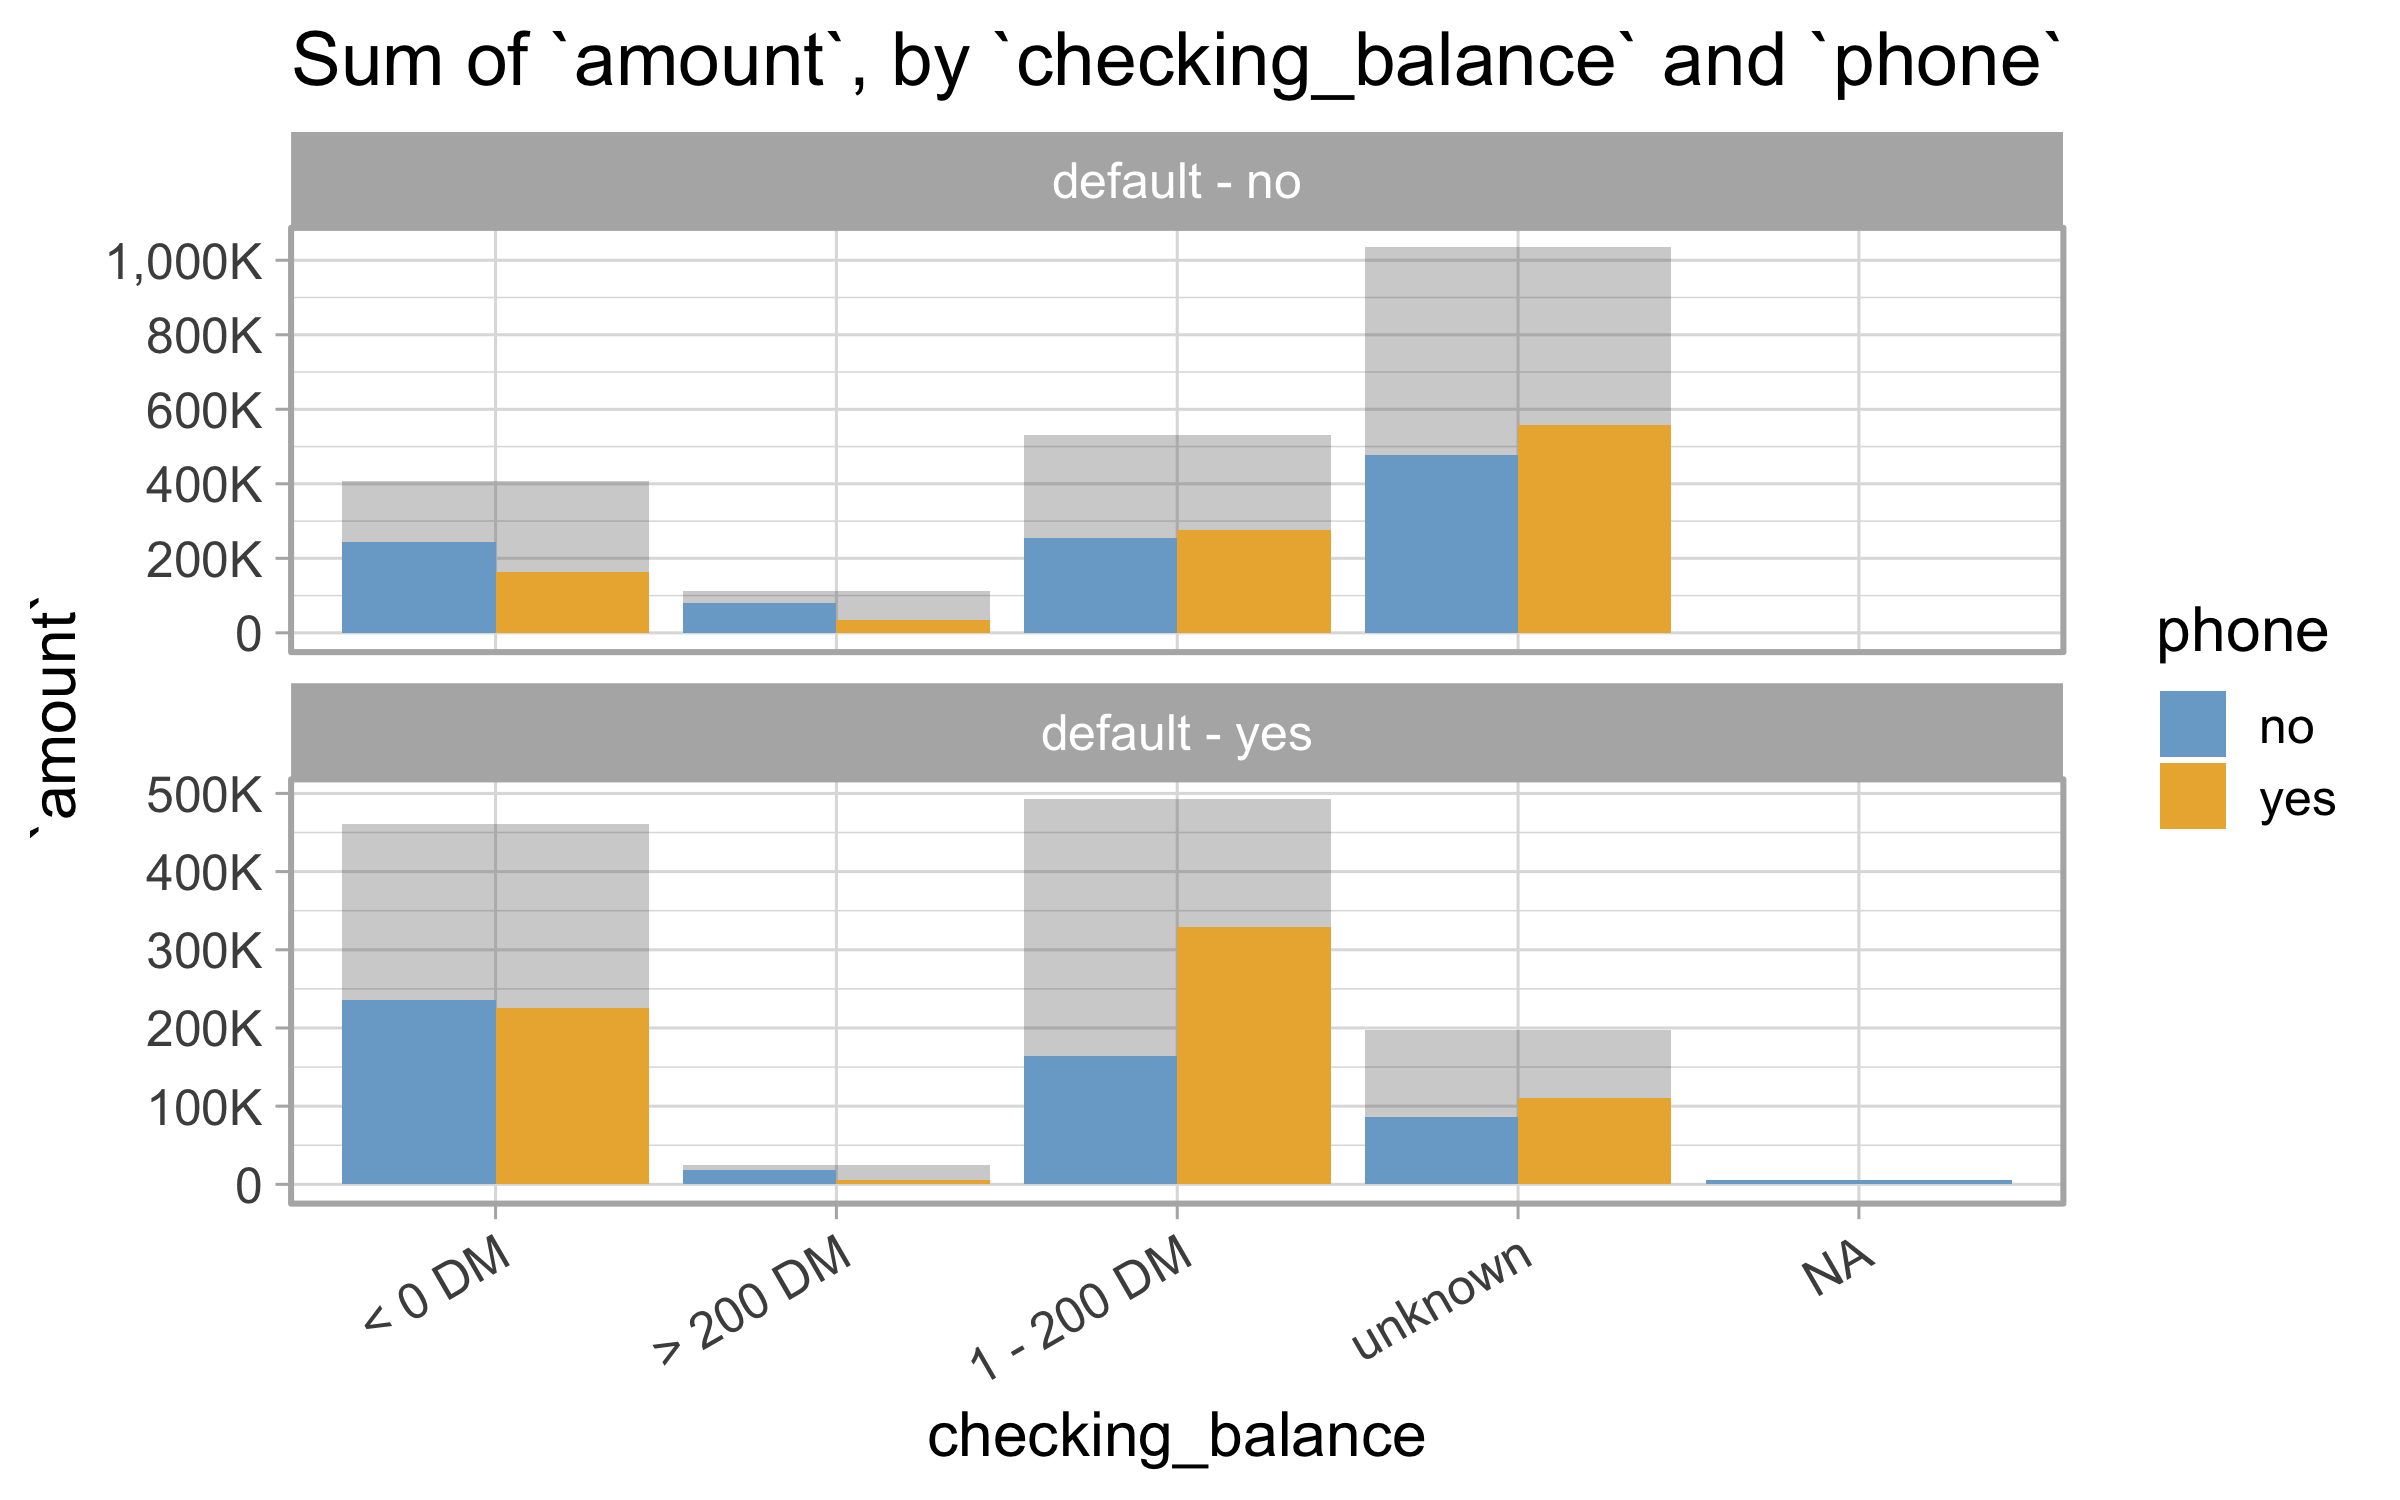 Sum of `amount`, by `checking_balance` and `phone`
default - no
1,000K
800K
600K
400K
200K
0
default - yes
500K
400K
300K
200K
100K
0
`amount`
< 0 DM
> 200 DM
1 - 200 DM
unknown
NA
checking_balance
phone
no
yes